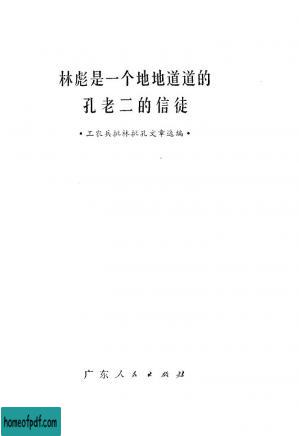 林彪是一个地地道道的
孔老二的信徒
•工农兵批林批孔文章选编•
广东人民出版社
homeofpdf.com